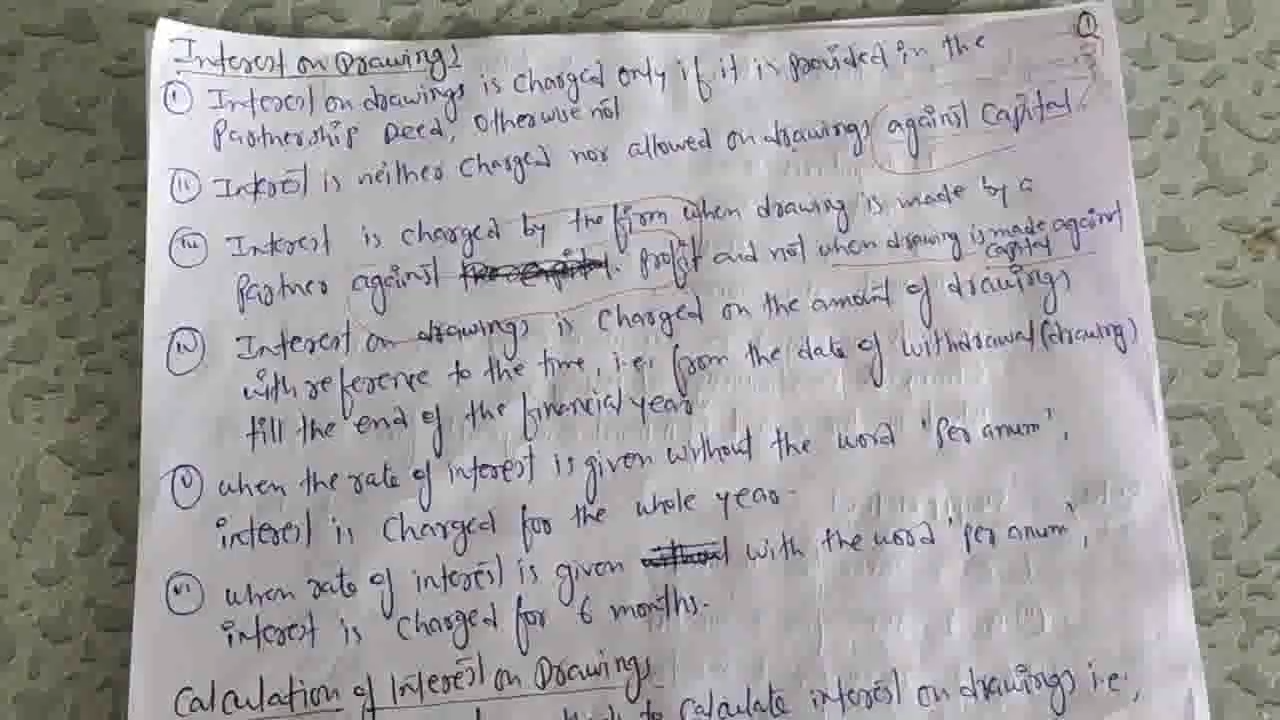 ①
Interest on Drawings
ⓘ Interest on drawings is charged only if it is provided in the
Partnership Deed, otherwise not
ii) Interest is neither charged nor allowed on drawings against capital.
iii) Interest is charged by the firm when drawing is made by a
Partner against profit and not when drawing is made against
capital
iv) Interest on drawings is charged on the amount of drawings
with reference to the time, i.e. from the date of withdrawal (drawing)
till the end of the financial year
v) when the rate of interest is given without the word "per anum",
interest is charged for the whole year.
vi) when rate of interest is given with the word 'per anum',
interest is charged for 6 months.
Calculation of Interest on Drawings
to calculate interest on drawings i.e,